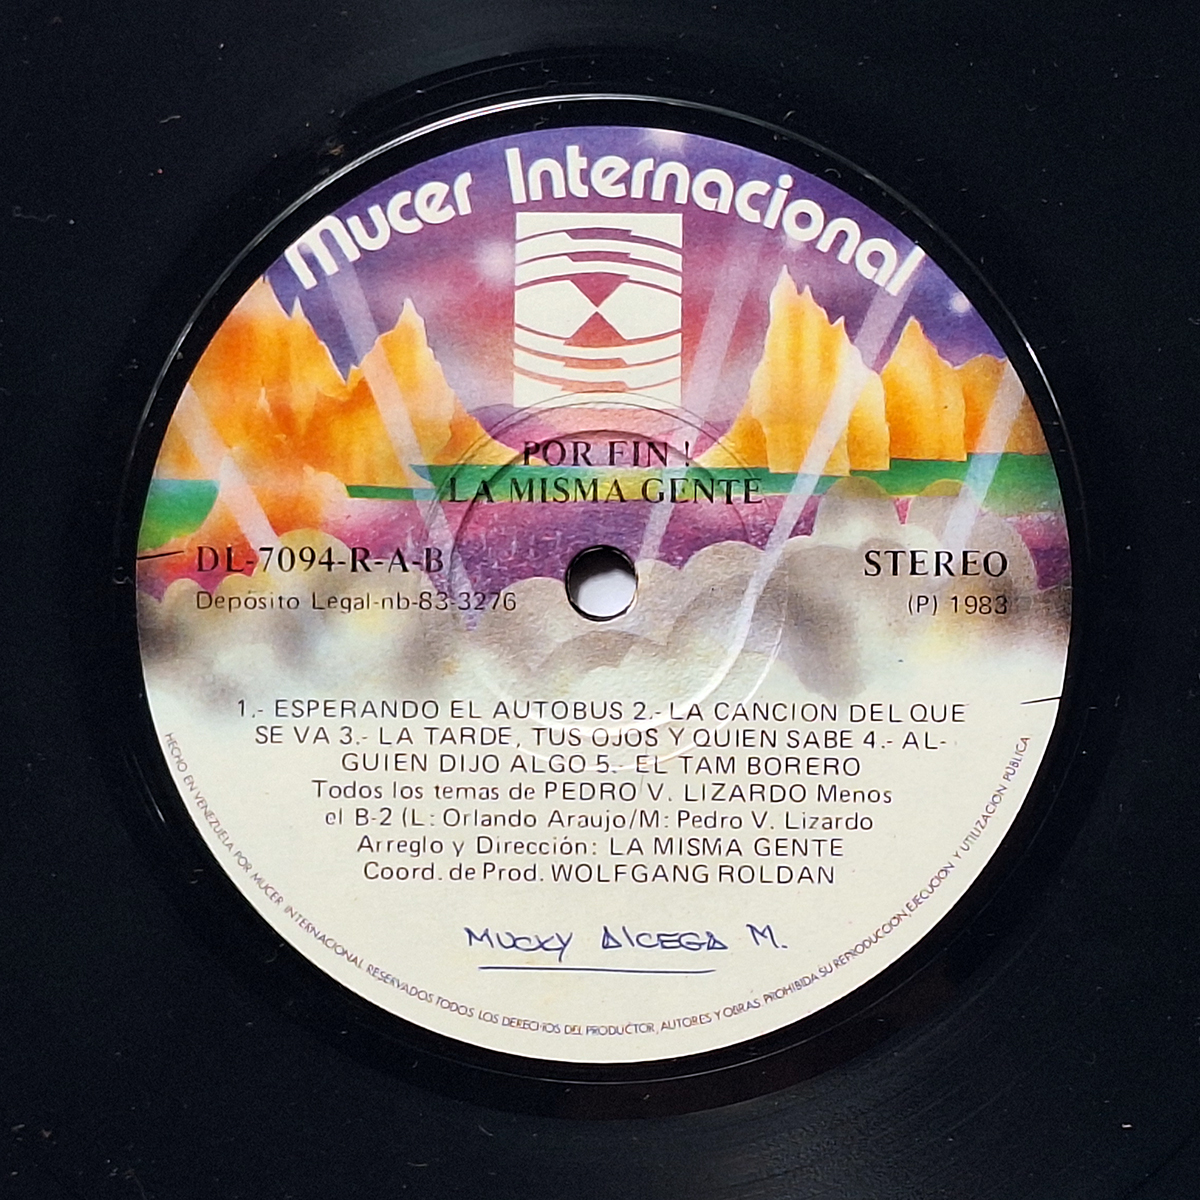 Mucer Internacional
POR FIN !
LA MISMA GENTE
DL-7094-R-A-B
STEREO
Depósito Legal-nb-83-3276
(P) 1983
1.- ESPERANDO EL AUTOBUS 2.- LA CANCION DEL QUE
SE VA 3.- LA TARDE, TUS OJOS Y QUIEN SABE 4.- AL-
GUIEN DIJO ALGO 5.- EL TAM BORERO
Todos los temas de PEDRO V. LIZARDO Menos
el B-2 (L: Orlando Araujo/M: Pedro V. Lizardo
Arreglo y Dirección: LA MISMA GENTE
Coord. de Prod. WOLFGANG ROLDAN
MUCKY AlCEGA M.
HECHO EN VENEZUELA POR MUCER INTERNACIONAL RESERVADOS TODOS LOS DERECHOS DEL PRODUCTOR, AUTORES Y OBRAS. PROHIBIDA SU REPRODUCCION, EJECUCION Y UTILIZACION PUBLICA